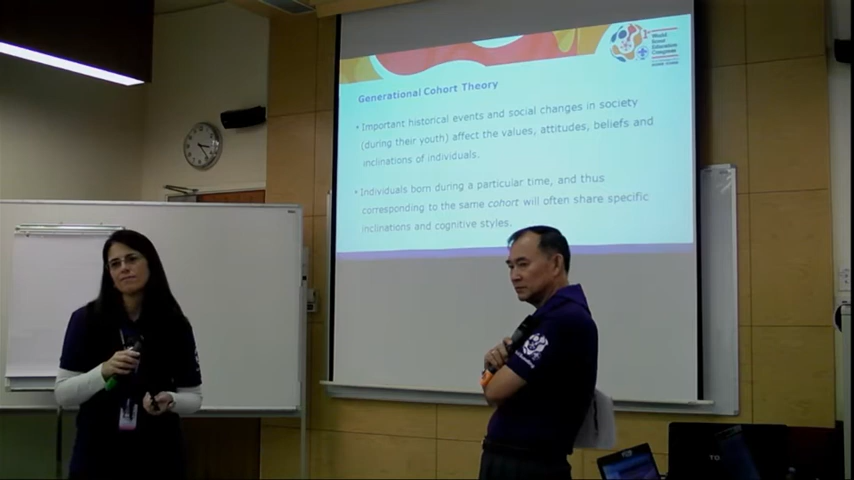 1st
World
Scout
Education
Congress
Generational Cohort Theory
• Important historical events and social changes in society
(during their youth) affect the values, attitudes, beliefs and
inclinations of individuals.
• Individuals born during a particular time, and thus
corresponding to the same cohort will often share specific
inclinations and cognitive styles.